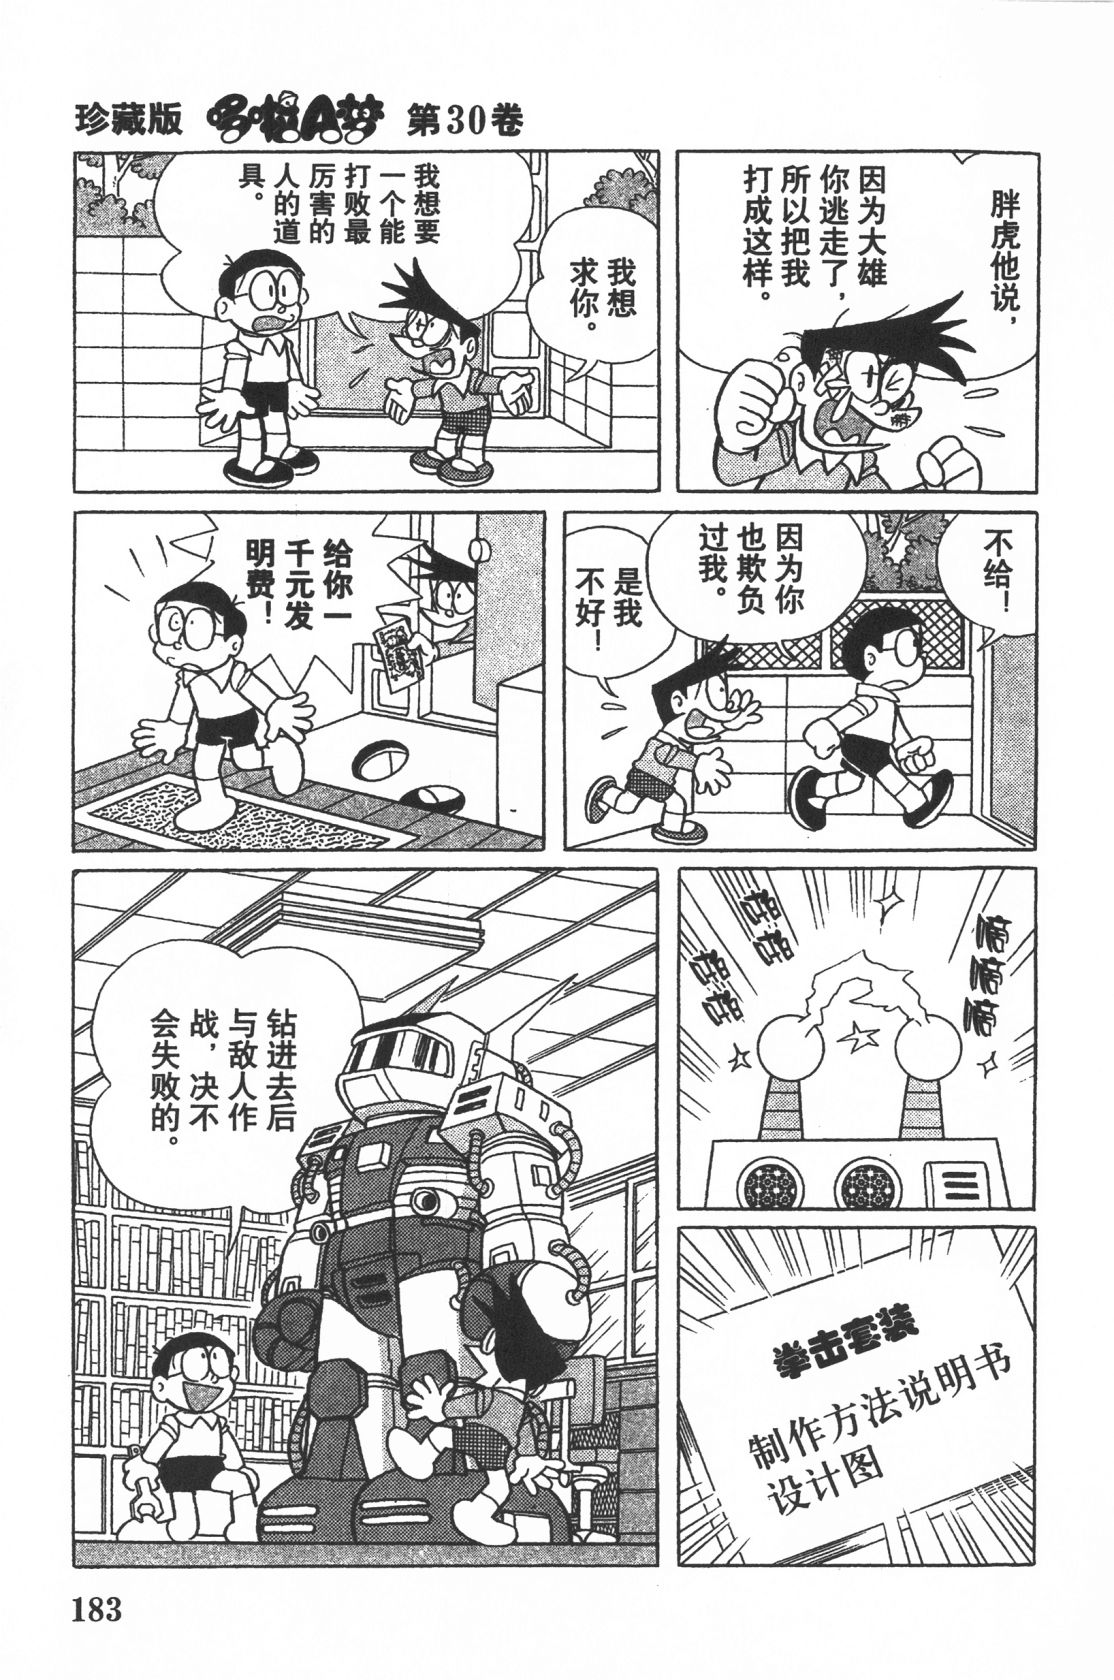 珍藏版 哆啦A梦 第30卷
胖虎他说，
因为大雄
你逃走了，
所以把我
打成这样。
我想
求你。
我想要
一个能
打败最
厉害的
人的道
具。
不给！
因为你
也欺负
过我。
是我
不好！
给你一
千元发
明费！
嘀嘀嘀
拳击套装
制作方法说明书
设计图
钻进去后
与敌人作
战，决不
会失败的。
183